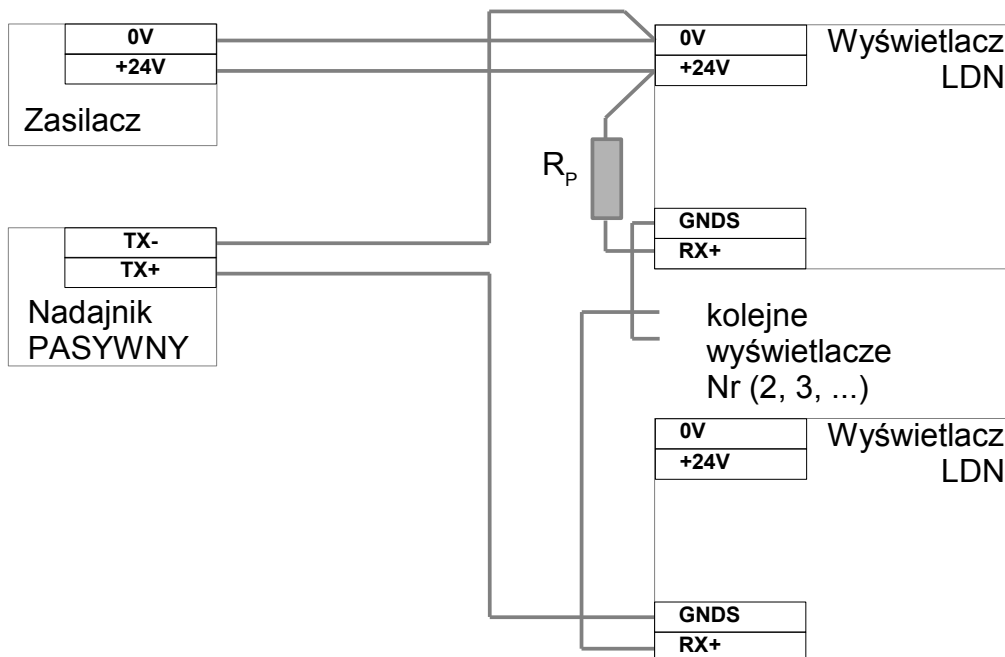 0V
+24V
Zasilacz
TX-
TX+
Nadajnik
PASYWNY
R_P
0V
+24V
Wyświetlacz
LDN
GNDS
RX+
kolejne
wyświetlacze
Nr (2, 3, ...)
0V
+24V
Wyświetlacz
LDN
GNDS
RX+